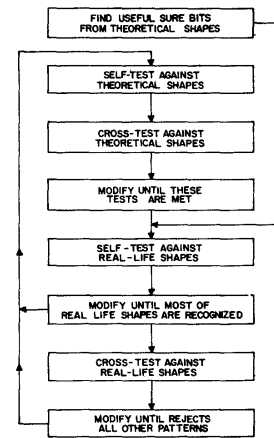 FIND USEFUL SURE BITS
FROM THEORETICAL SHAPES
SELF-TEST AGAINST
THEORETICAL SHAPES
CROSS-TEST AGAINST
THEORETICAL SHAPES
MODIFY UNTIL THESE
TESTS ARE MET
SELF-TEST AGAINST
REAL-LIFE SHAPES
MODIFY UNTIL MOST OF
REAL LIFE SHAPES ARE RECOGNIZED
CROSS-TEST AGAINST
REAL-LIFE SHAPES
MODIFY UNTIL REJECTS
ALL OTHER PATTERNS